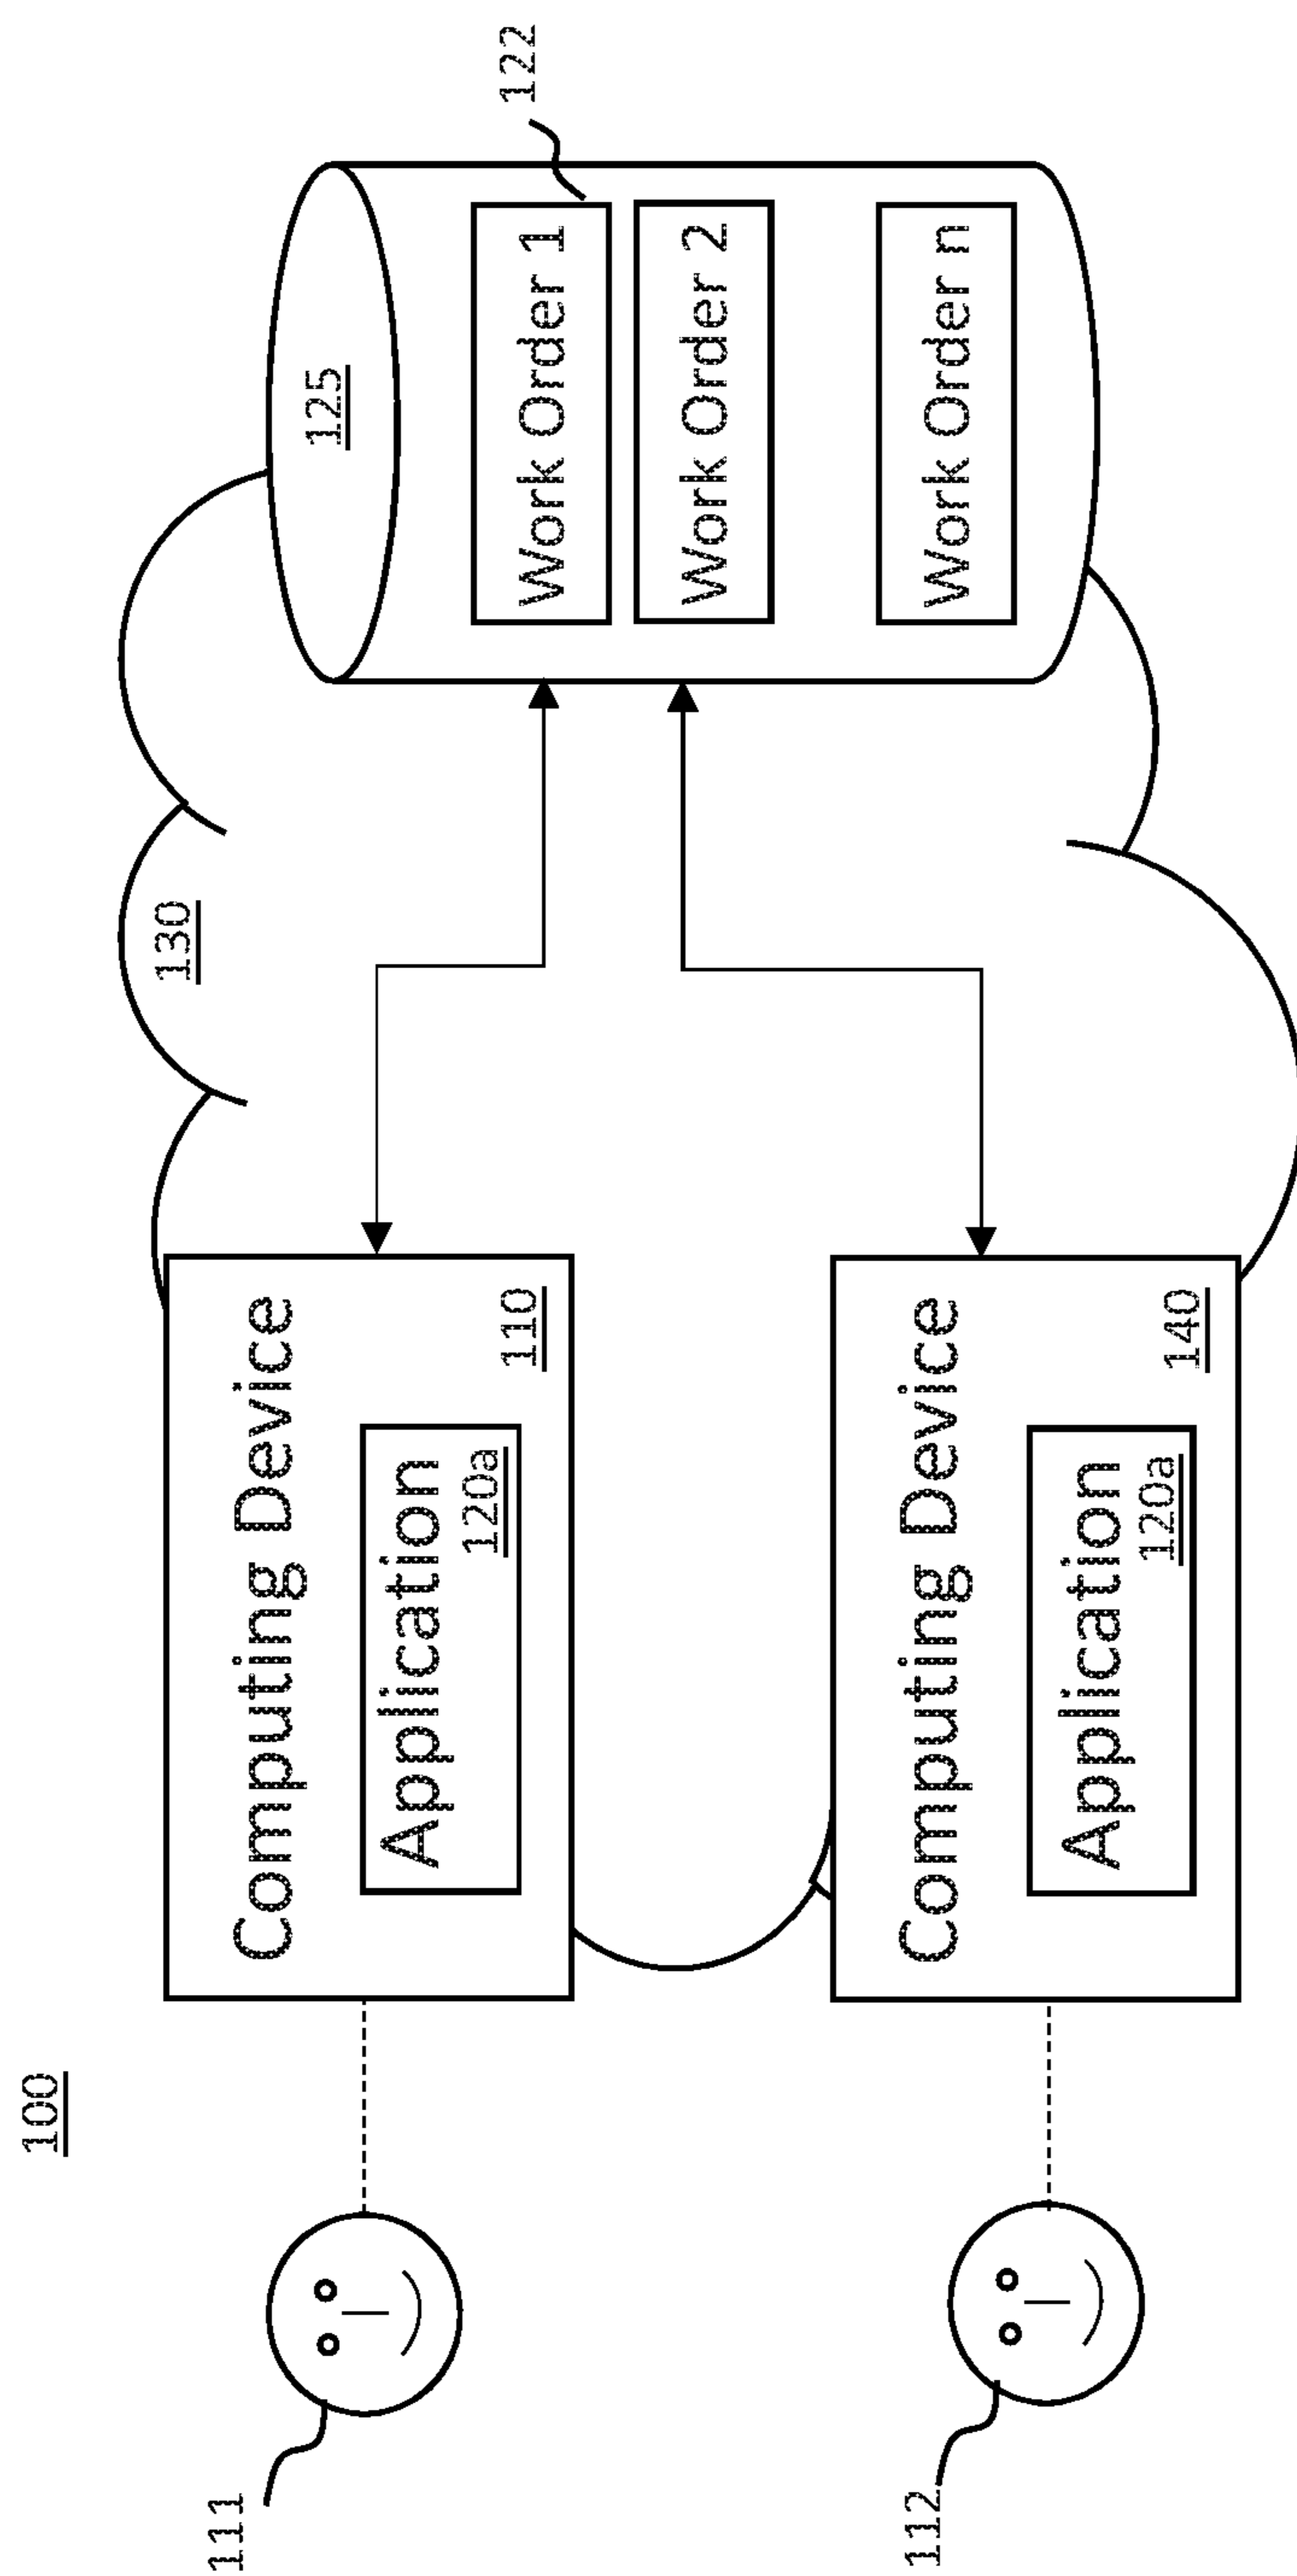 100
130
125
122
Work Order 1
Work Order 2
Work Order n
Computing Device
110
Application
120a
111
Computing Device
140
Application
120a
112